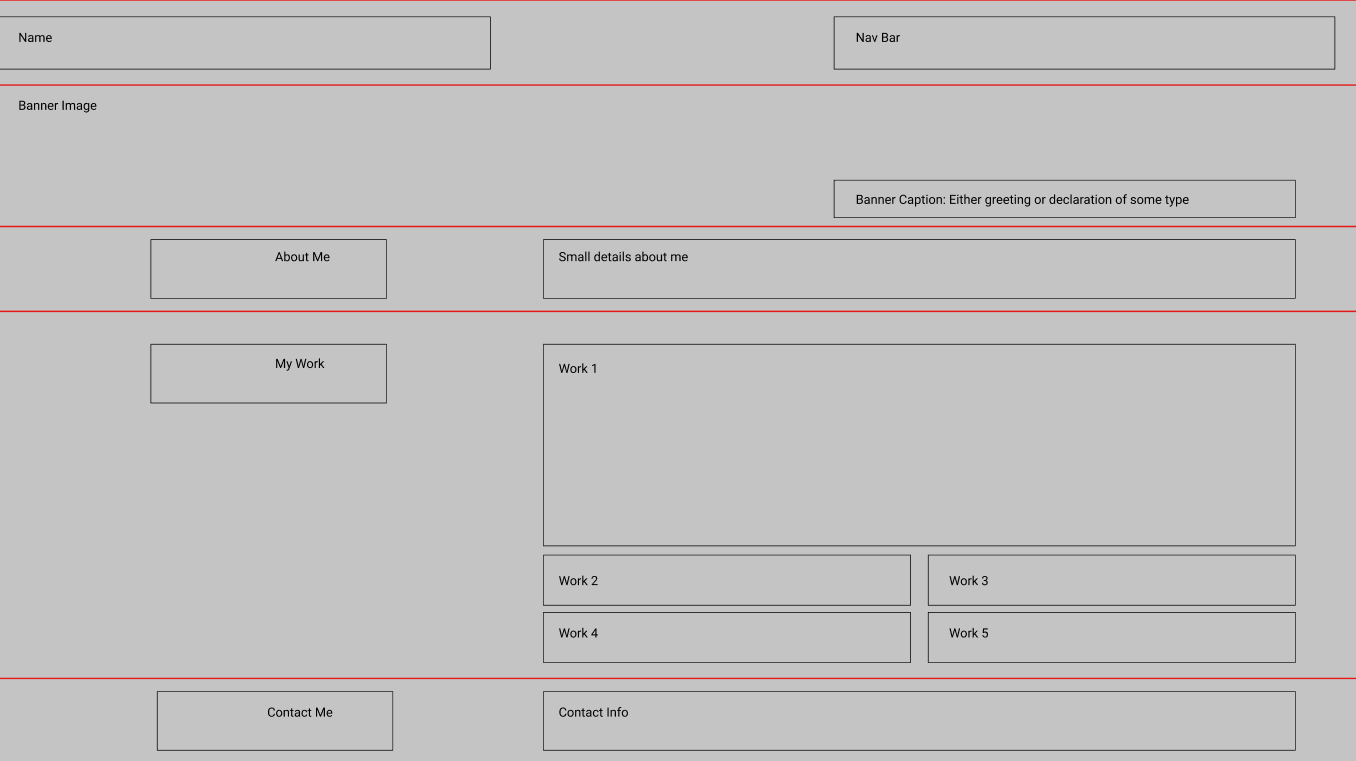 Name
Nav Bar
Banner Image
Banner Caption: Either greeting or declaration of some type
About Me
Small details about me
My Work
Work 1
Work 2
Work 3
Work 4
Work 5
Contact Me
Contact Info